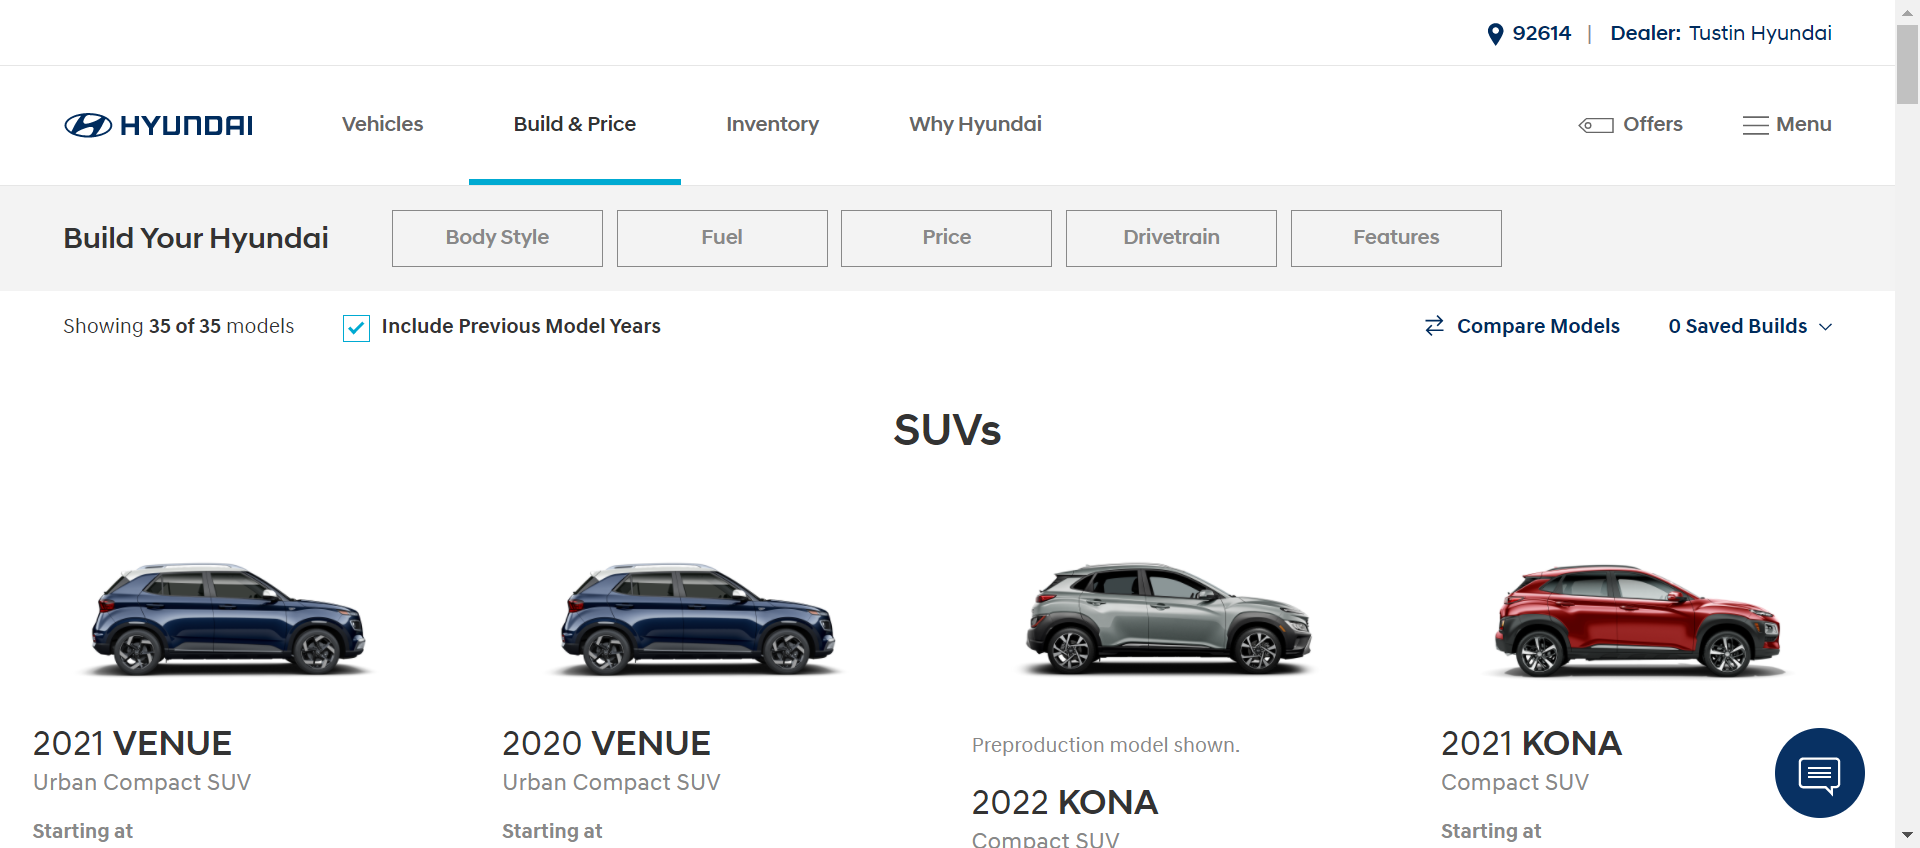 92614 | Dealer: Tustin Hyundai
HYUNDAI Vehicles Build & Price Inventory Why Hyundai Offers Menu
Build Your Hyundai Body Style Fuel Price Drivetrain Features
Showing 35 of 35 models Include Previous Model Years Compare Models 0 Saved Builds
SUVs
2021 VENUE
Urban Compact SUV
Starting at
2020 VENUE
Urban Compact SUV
Starting at
Preproduction model shown.
2022 KONA
Compact SUV
2021 KONA
Compact SUV
Starting at